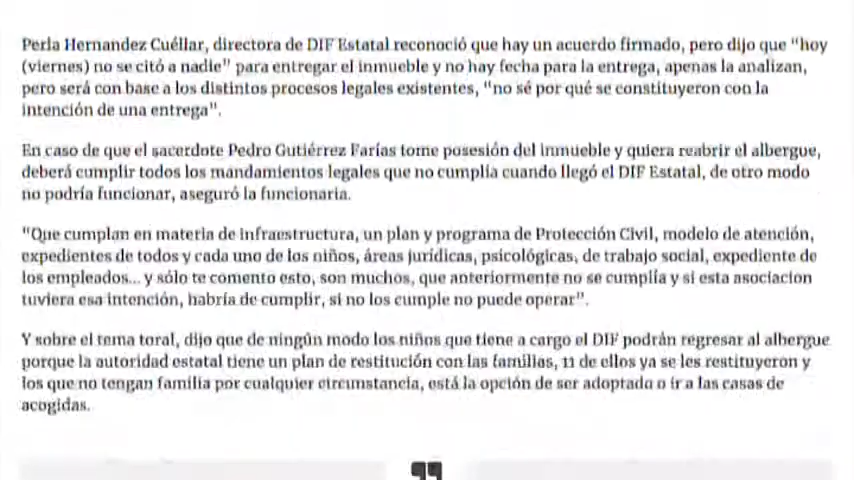 Perla Hernandez Cuéllar, directora de DIF Estatal reconoció que hay un acuerdo firmado, pero dijo que "hoy
(viernes) no se citó a nadie" para entregar el inmueble y no hay fecha para la entrega, apenas la analizan,
pero será con base a los distintos procesos legales existentes, "no sé por qué se constituyeron con la
intención de una entrega".
En caso de que el sacerdote Pedro Gutiérrez Farías tome posesión del inmueble y quiera reabrir el albergue,
deberá cumplir todos los mandamientos legales que no cumplía cuando llegó el DIF Estatal, de otro modo
no podría funcionar, aseguró la funcionaria.
"Que cumplan en materia de infraestructura, un plan y programa de Protección Civil, modelo de atención,
expedientes de todos y cada uno de los niños, áreas jurídicas, psicológicas, de trabajo social, expediente de
los empleados... y sólo te comento esto, son muchos, que anteriormente no se cumplía y si esta asociacion
tuviera esa intención, habría de cumplir, si no los cumple no puede operar".
Y sobre el tema toral, dijo que de ningún modo los niños que tiene a cargo el DIF podrán regresar al albergue
porque la autoridad estatal tiene un plan de restitución con las familias, 11 de ellos ya se les restituyeron y
los que no tengan familia por cualquier circunstancia, está la opción de ser adoptado o ir a las casas de
acogidas.